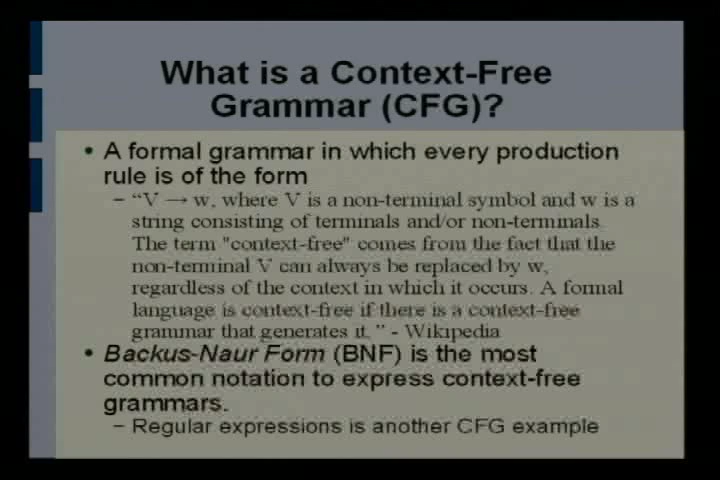 What is a Context-Free
Grammar (CFG)?
• A formal grammar in which every production
rule is of the form
– “V → w, where V is a non-terminal symbol and w is a
string consisting of terminals and/or non-terminals.
The term "context-free" comes from the fact that the
non-terminal V can always be replaced by w,
regardless of the context in which it occurs. A formal
language is context-free if there is a context-free
grammar that generates it.” - Wikipedia
• Backus-Naur Form (BNF) is the most
common notation to express context-free
grammars.
– Regular expressions is another CFG example